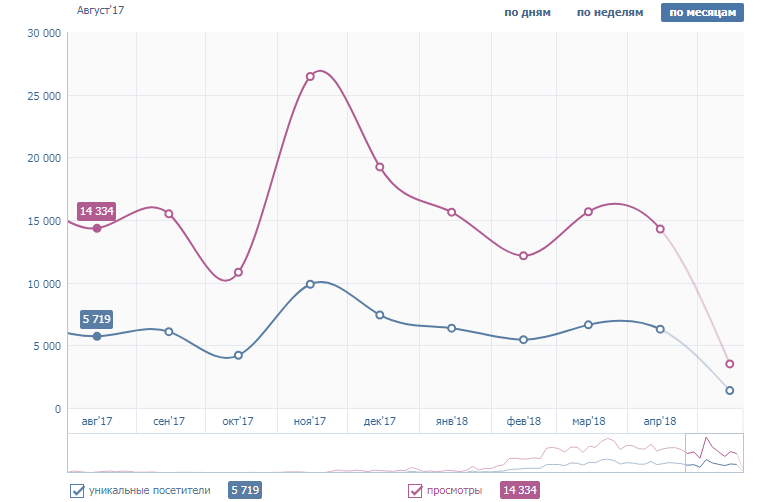 Август'17
по дням по неделям по месяцам
30 000
25 000
20 000
15 000
10 000
5 000
0
14 334
5 719
авг'17 сен'17 окт'17 ноя'17 дек'17 янв'18 фев'18 мар'18 апр'18
уникальные посетители 5 719 просмотры 14 334